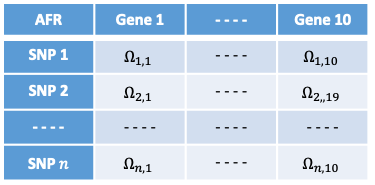 AFR Gene 1 - - - - Gene 10
SNP 1 Ω1,1 - - - - Ω1,10
SNP 2 Ω2,1 - - - - Ω2,,19
- - - - - - - - - - - - - - - -
SNP n Ωn,1 - - - - Ωn,10